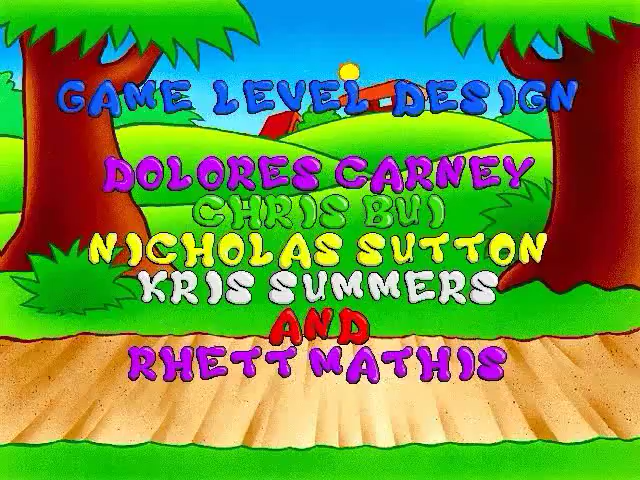 GAME LEVEL DESIGN
DOLORES CARNEY
CHRIS BUI
NICHOLAS SUTTON
KRIS SUMMERS
AND
RHETT MATHIS